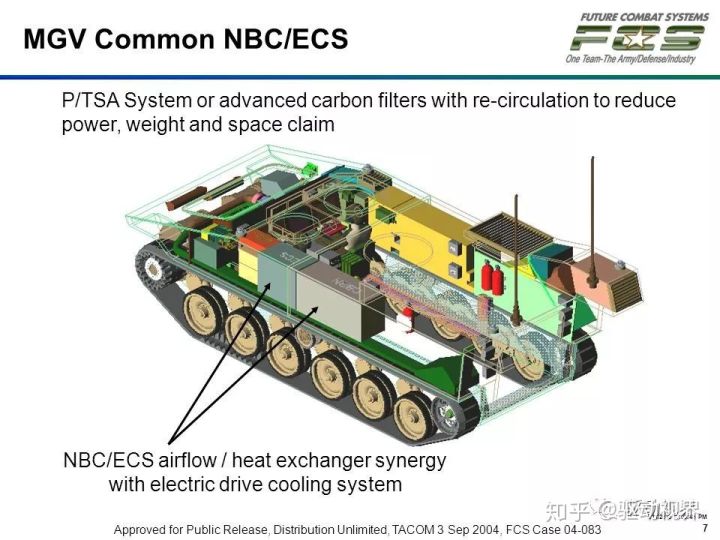 MGV Common NBC/ECS
FUTURE COMBAT SYSTEMS
FCS
One Team-The Army/Defense/Industry
P/TSA System or advanced carbon filters with re-circulation to reduce
power, weight and space claim
ECS
NBC/ECS airflow / heat exchanger synergy
with electric drive cooling system
知乎 @驱动视界
Approved for Public Release, Distribution Unlimited, TACOM 3 Sep 2004, FCS Case 04-083
7